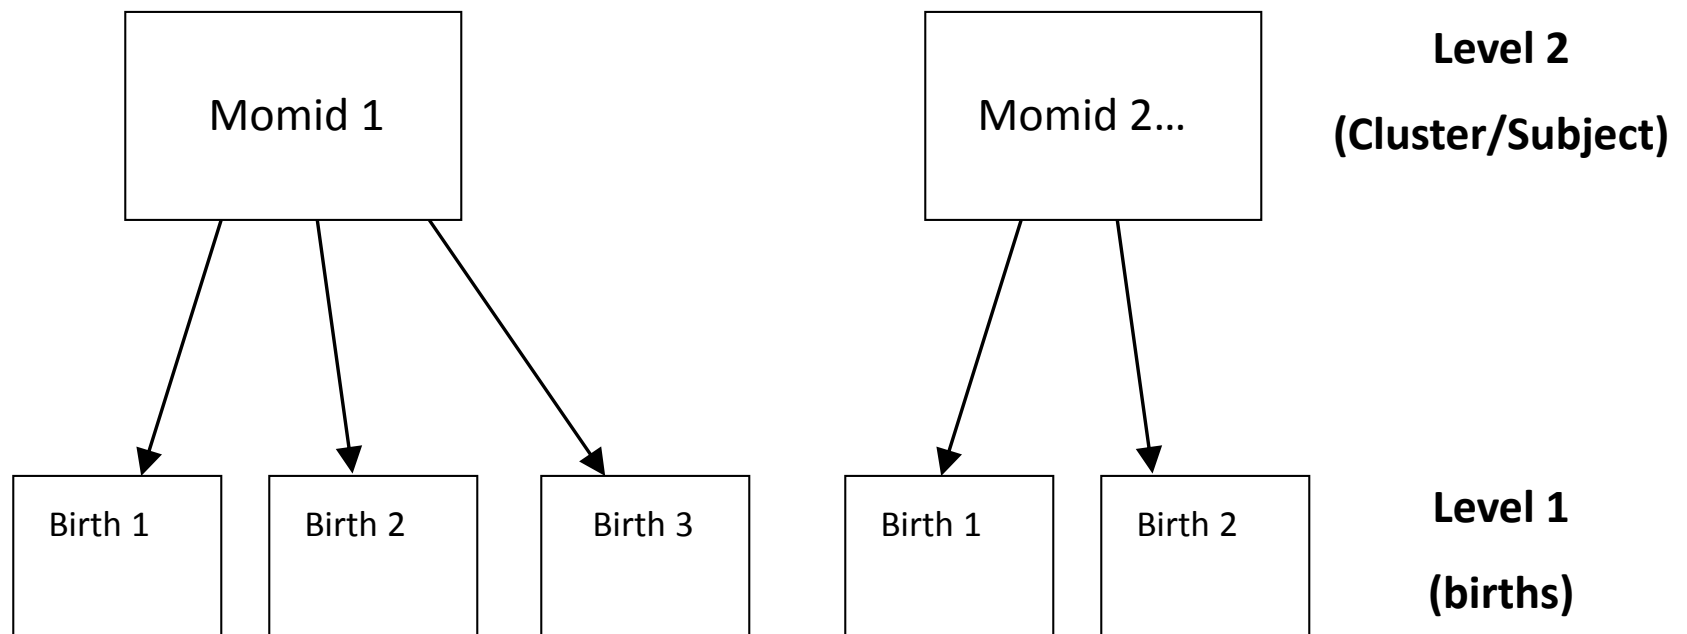 Momid 1
Momid 2...
Level 2
(Cluster/Subject)
Birth 1
Birth 2
Birth 3
Birth 1
Birth 2
Level 1
(births)